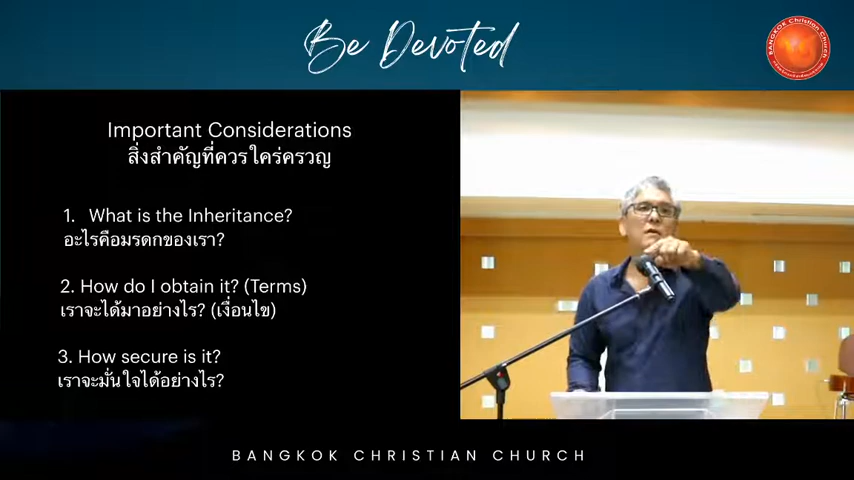 Be Devoted
BANGKOK Christian Church
Important Considerations
สิ่งสำคัญที่ควรใคร่ครวญ
1. What is the Inheritance?
อะไรคือมรดกของเรา?
2. How do I obtain it? (Terms)
เราจะได้มาอย่างไร? (เงื่อนไข)
3. How secure is it?
เราจะมั่นใจได้อย่างไร?
BANGKOK CHRISTIAN CHURCH